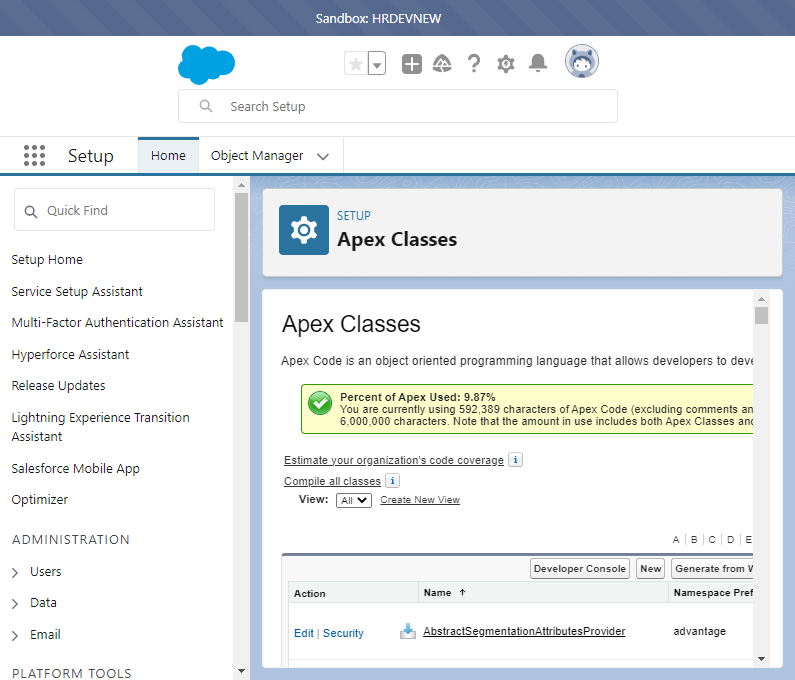 Sandbox: HRDEVNEW
Search Setup
Setup
Home
Object Manager
Quick Find
Setup Home
Service Setup Assistant
Multi-Factor Authentication Assistant
Hyperforce Assistant
Release Updates
Lightning Experience Transition
Assistant
Salesforce Mobile App
Optimizer
ADMINISTRATION
Users
Data
Email
PLATFORM TOOLS
SETUP
Apex Classes
Apex Classes
Apex Code is an object oriented programming language that allows developers to deve
Percent of Apex Used: 9.87%
You are currently using 592,389 characters of Apex Code (excluding comments an
6,000,000 characters. Note that the amount in use includes both Apex Classes and
Estimate your organization's code coverage i
Compile all classes i
View: All Create New View
A | B | C | D | E
Developer Console New Generate from W
Action Name ↑ Namespace Pref
Edit | Security AbstractSegmentationAttributesProvider advantage